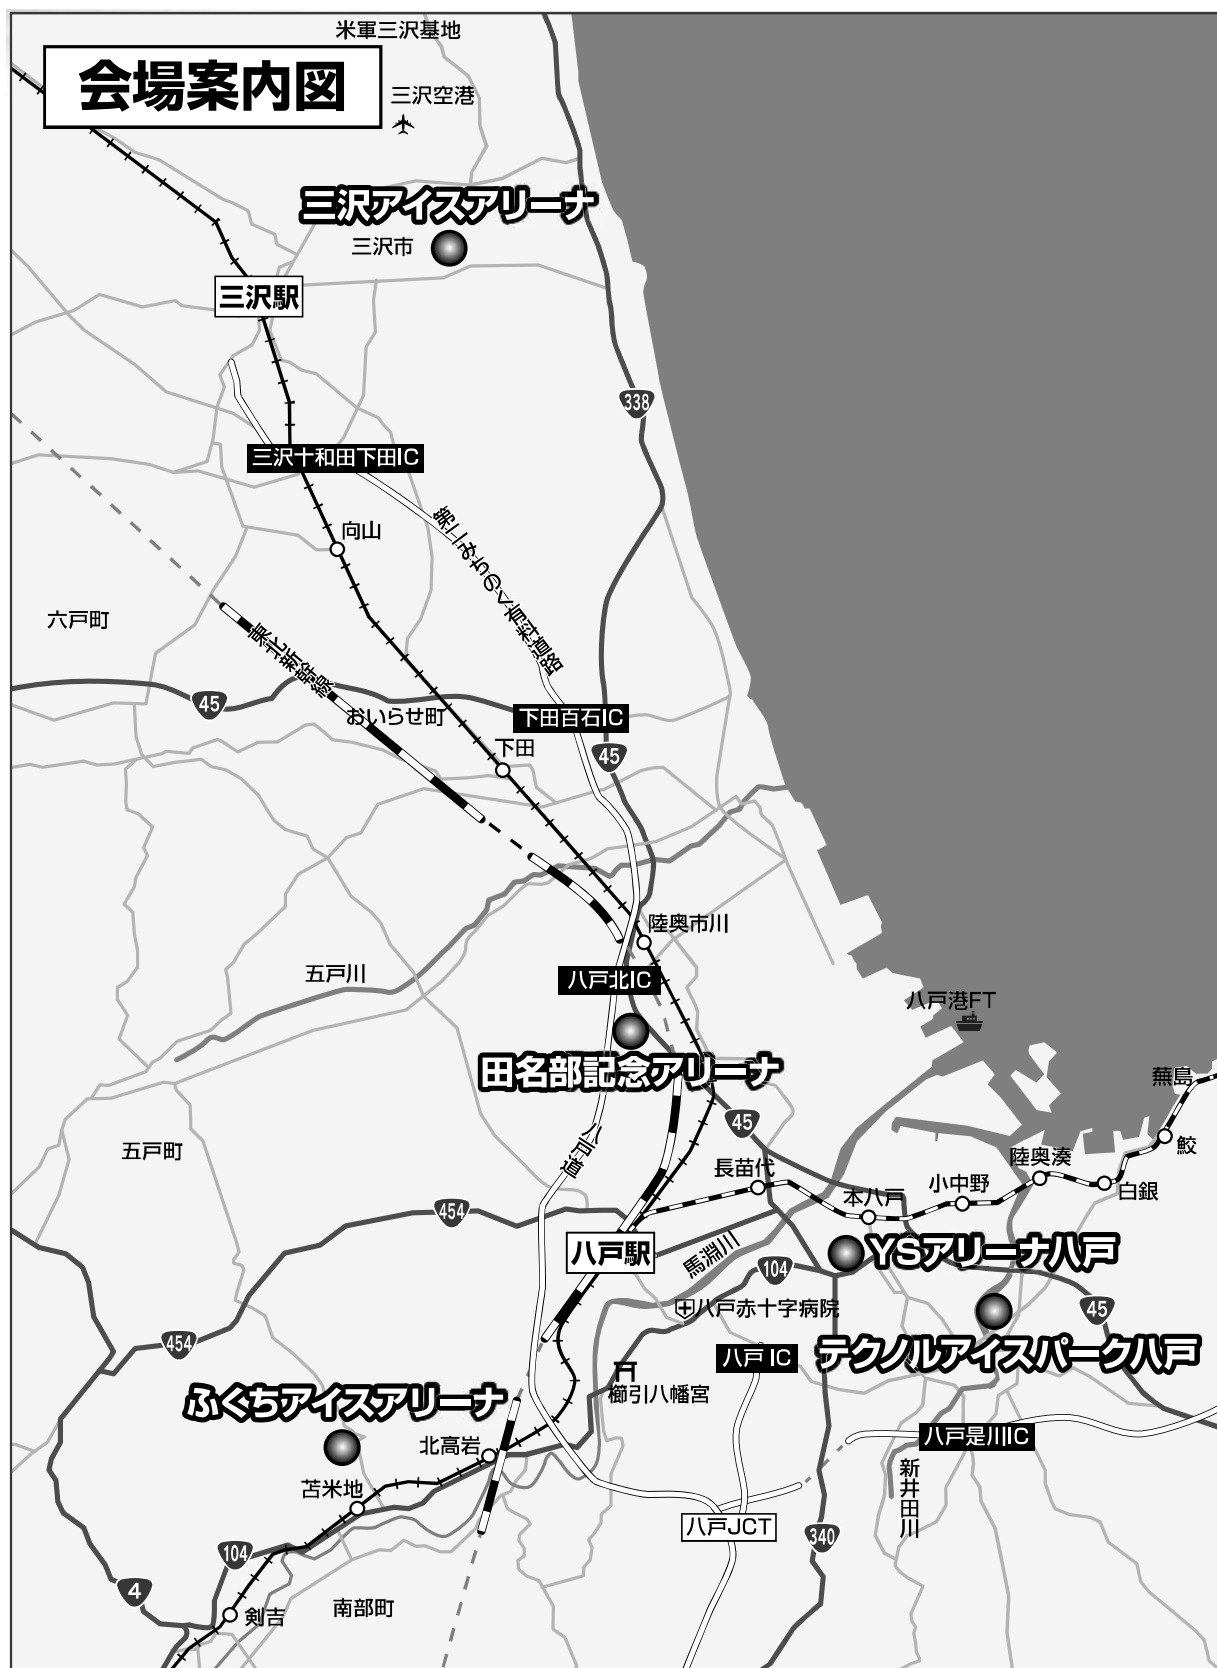 米軍三沢基地
会場案内図
三沢空港
三沢アイスアリーナ
三沢市
三沢駅
338
三沢十和田下田IC
第二みちのく有料道路
向山
六戸町
東北新幹線
45
おいらせ町
下田百石IC
下田
45
陸奥市川
五戸川
八戸北IC
八戸港FT
田名部記念アリーナ
蕪島
45
八戸道
五戸町
鮫
陸奥湊
長苗代
小中野
白銀
本八戸
454
八戸駅
馬淵川
YSアリーナ八戸
104
八戸赤十字病院
45
454
八戸 IC
テクノルアイスパーク八戸
櫛引八幡宮
ふくちアイスアリーナ
北高岩
八戸是川IC
苫米地
新井田川
八戸JCT
340
104
4
剣吉
南部町